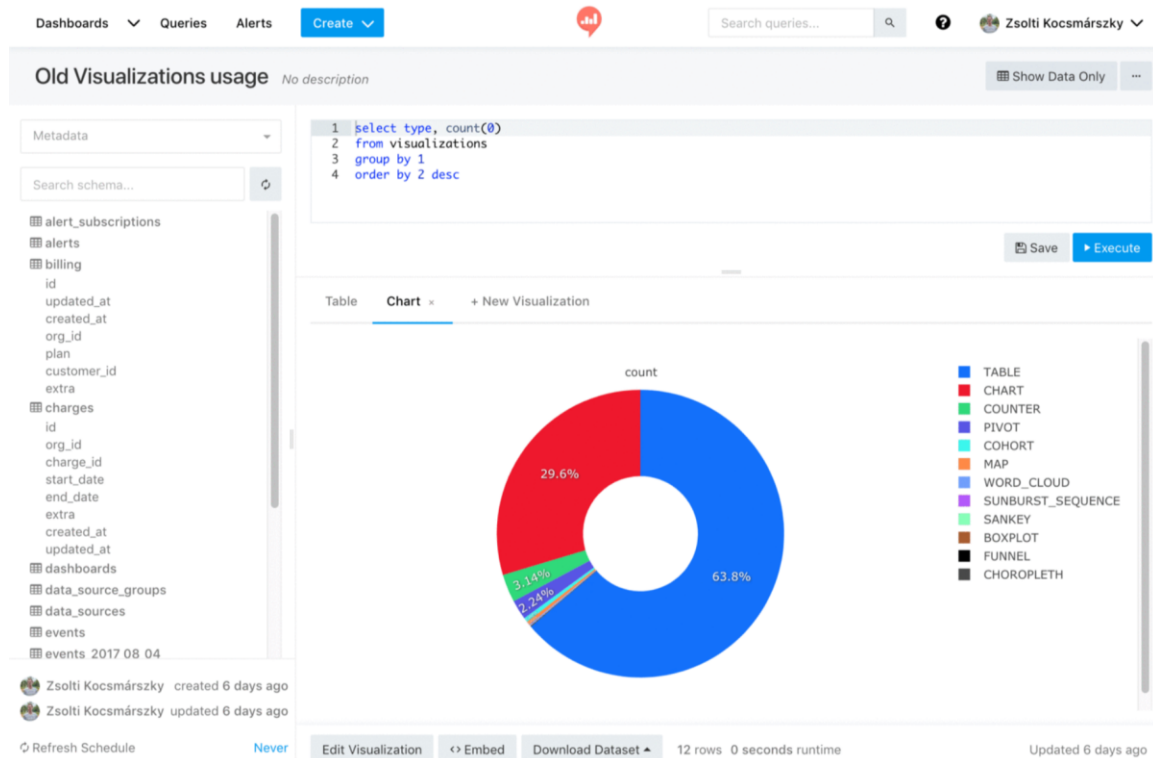 Dashboards Queries Alerts Create Search queries... Zsolti Kocsmárszky
Old Visualizations usage No description Show Data Only ...
Metadata
Search schema...
alert_subscriptions
alerts
billing
id
updated_at
created_at
org_id
plan
customer_id
extra
charges
id
org_id
charge_id
start_date
end_date
extra
created_at
updated_at
dashboards
data_source_groups
data_sources
events
events_2017_08_04
Zsolti Kocsmárszky created 6 days ago
Zsolti Kocsmárszky updated 6 days ago
Refresh Schedule Never
1 select type, count(0)
2 from visualizations
3 group by 1
4 order by 2 desc
Save Execute
Table Chart × + New Visualization
count
29.6%
3.14%
2.24%
63.8%
TABLE
CHART
COUNTER
PIVOT
COHORT
MAP
WORD_CLOUD
SUNBURST_SEQUENCE
SANKEY
BOXPLOT
FUNNEL
CHOROPLETH
Edit Visualization <> Embed Download Dataset 12 rows 0 seconds runtime Updated 6 days ago